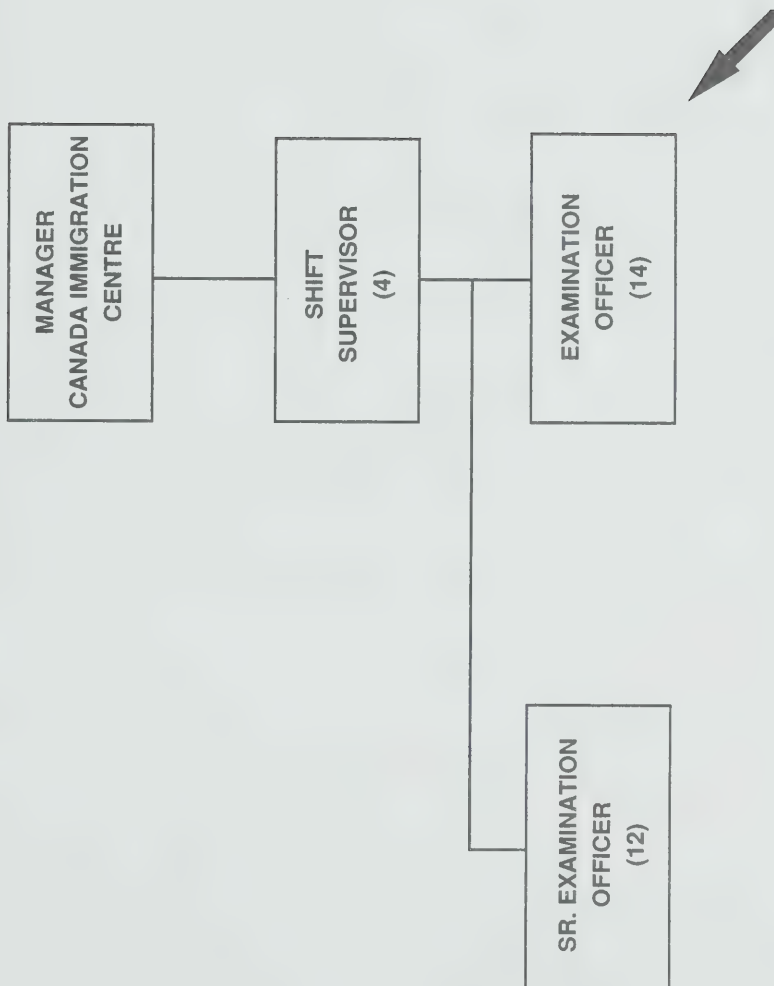 MANAGER
CANADA IMMIGRATION
CENTRE
SHIFT
SUPERVISOR
(4)
SR. EXAMINATION
OFFICER
(12)
EXAMINATION
OFFICER
(14)